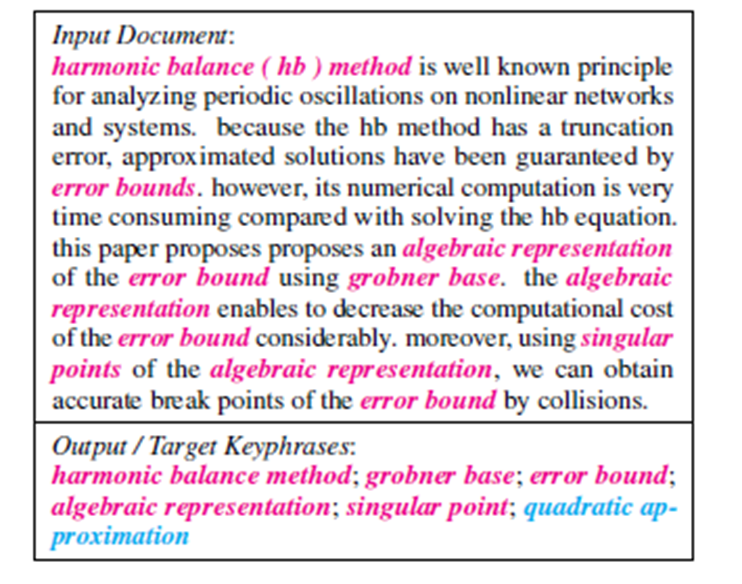 Input Document:
harmonic balance ( hb ) method is well known principle
for analyzing periodic oscillations on nonlinear networks
and systems. because the hb method has a truncation
error, approximated solutions have been guaranteed by
error bounds. however, its numerical computation is very
time consuming compared with solving the hb equation.
this paper proposes proposes an algebraic representation
of the error bound using grobner base. the algebraic
representation enables to decrease the computational cost
of the error bound considerably. moreover, using singular
points of the algebraic representation, we can obtain
accurate break points of the error bound by collisions.
Output / Target Keyphrases:
harmonic balance method; grobner base; error bound;
algebraic representation; singular point; quadratic ap-
proximation